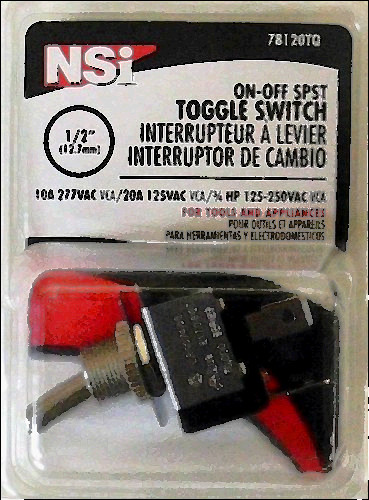 78120TQ
NSi
ON-OFF SPST
TOGGLE SWITCH
1/2"
(12.7mm)
INTERRUPTEUR A LEVIER
INTERRUPTOR DE CAMBIO
10A 277VAC VCA/20A 125VAC VCA/¾ HP 125-250VAC VCA
FOR TOOLS AND APPLIANCES
POUR OUTILS ET APPAREILS
PARA HERRAMIENTAS Y ELECTRODOMESTICOS